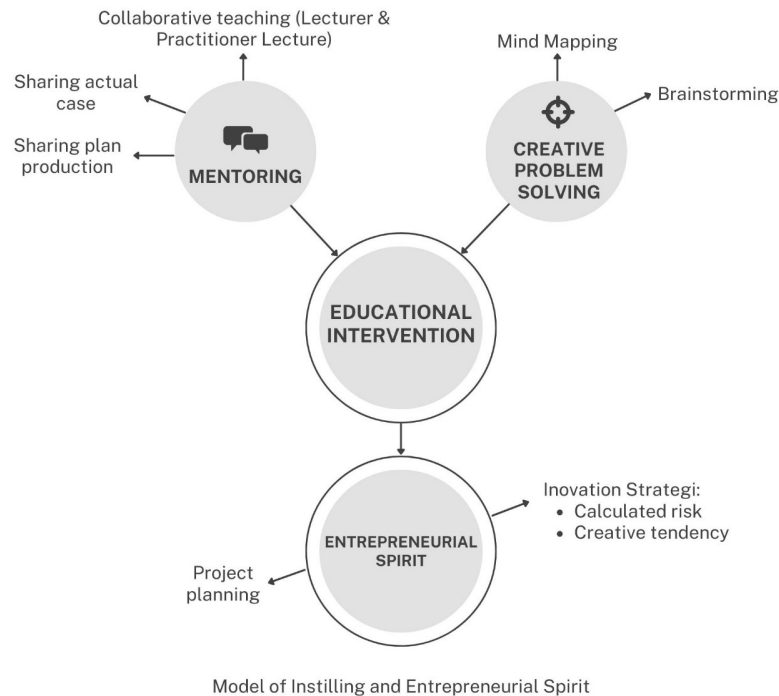 Collaborative teaching (Lecturer &
Practitioner Lecture)
Sharing actual
case
Sharing plan
production
MENTORING
Mind Mapping
Brainstorming
CREATIVE
PROBLEM
SOLVING
EDUCATIONAL
INTERVENTION
ENTREPRENEURIAL
SPIRIT
Inovation Strategi:
• Calculated risk
• Creative tendency
Project
planning
Model of Instilling and Entrepreneurial Spirit